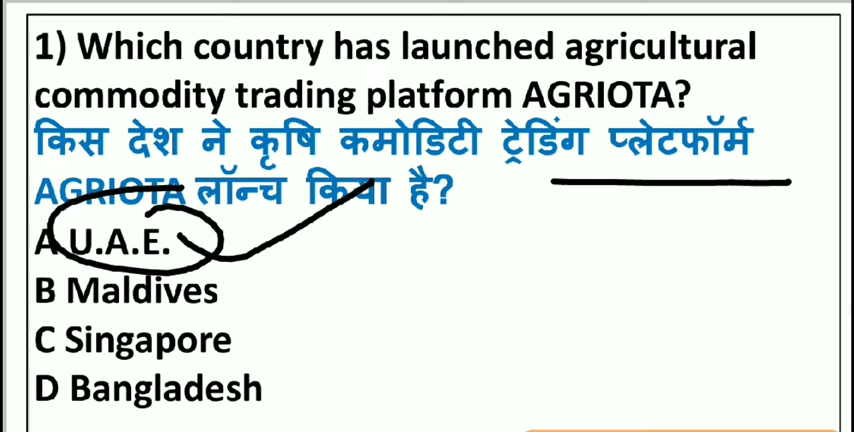 1) Which country has launched agricultural
commodity trading platform AGRIOTA?
किस देश ने कृषि कमोडिटी ट्रेडिंग प्लेटफॉर्म
AGRIOTA लॉन्च किया है?
A U.A.E.
B Maldives
C Singapore
D Bangladesh